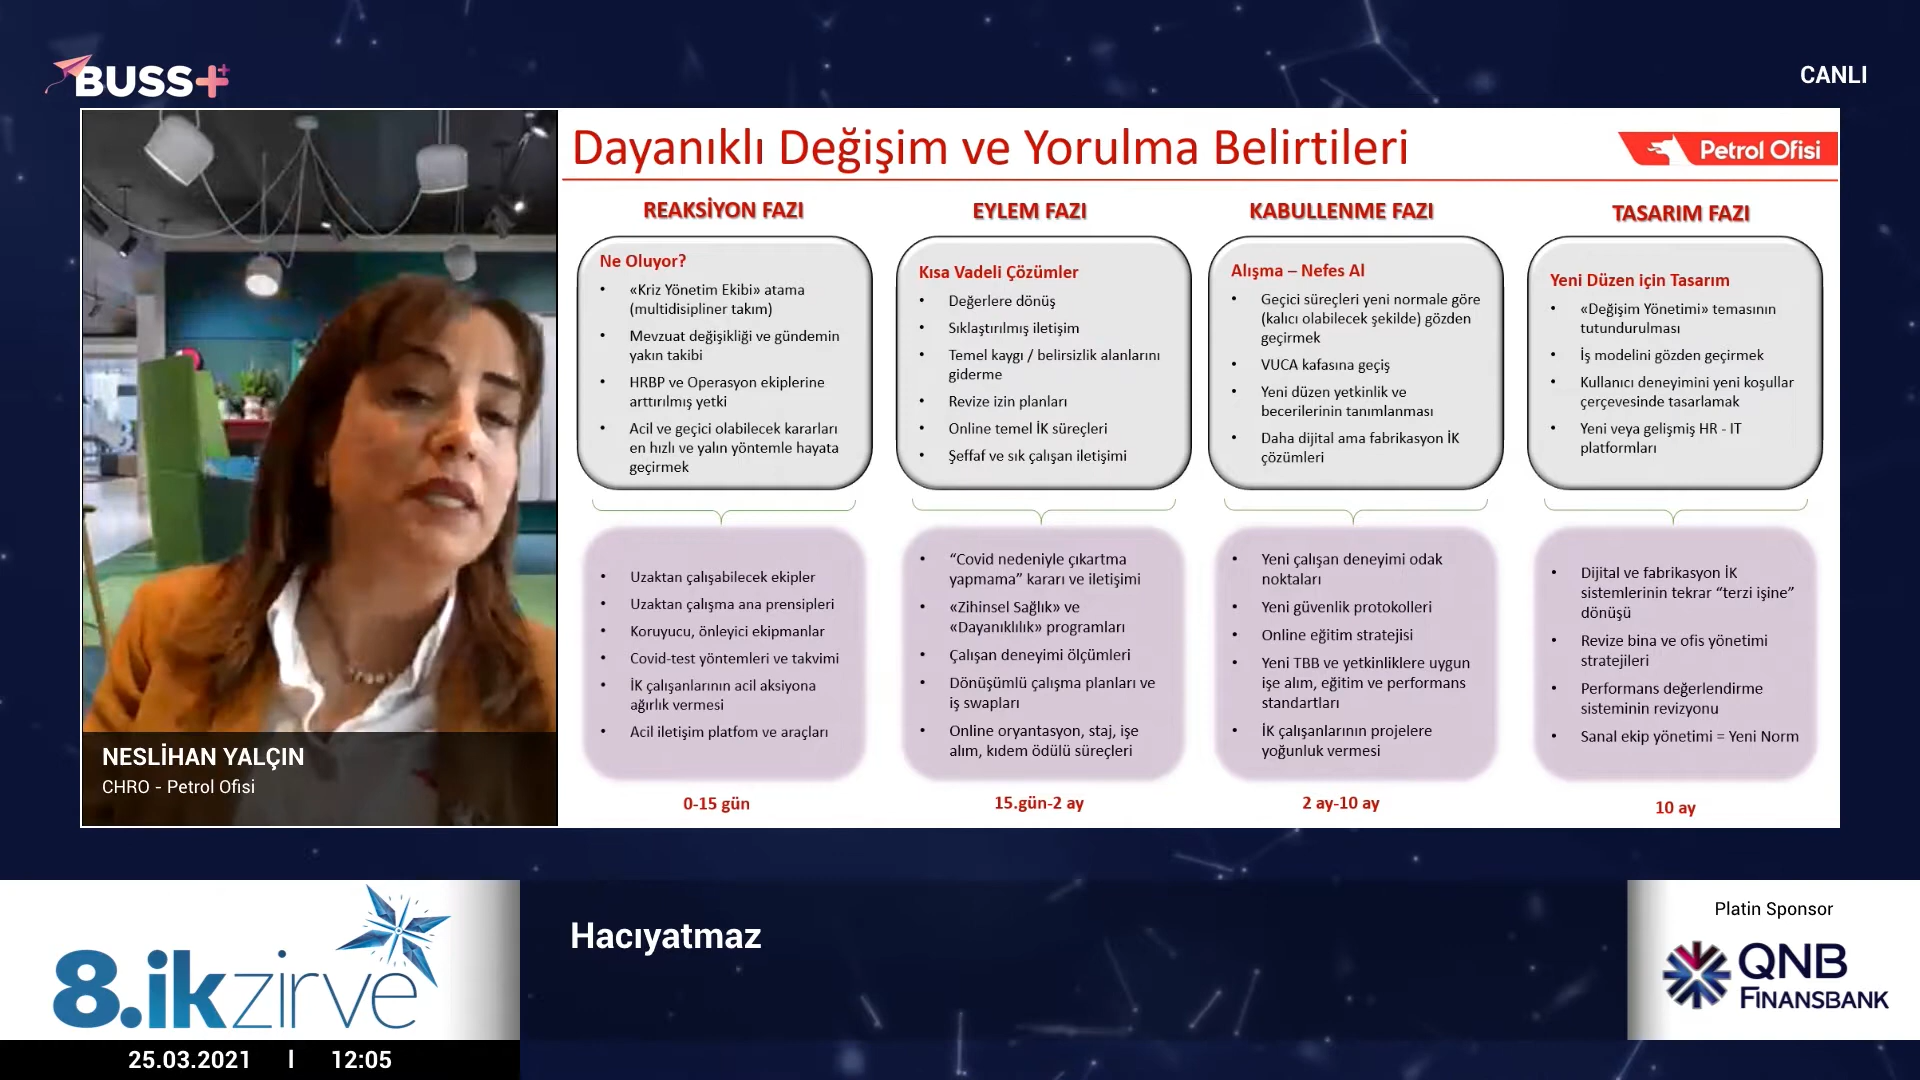 BUSS+
CANLI
Dayanıklı Değişim ve Yorulma Belirtileri
Petrol Ofisi
REAKSİYON FAZI
Ne Oluyor?
• «Kriz Yönetim Ekibi» atama
(multidisipliner takım)
• Mevzuat değişikliği ve gündemin
yakın takibi
• HRBP ve Operasyon ekiplerine
arttırılmış yetki
• Acil ve geçici olabilecek kararları
en hızlı ve yalın yöntemle hayata
geçirmek
• Uzaktan çalışabilecek ekipler
• Uzaktan çalışma ana prensipleri
• Koruyucu, önleyici ekipmanlar
• Covid-test yöntemleri ve takvimi
• İK çalışanlarının acil aksiyona
ağırlık vermesi
• Acil iletişim platfom ve araçları
0-15 gün
EYLEM FAZI
Kısa Vadeli Çözümler
• Değerlere dönüş
• Sıklaştırılmış iletişim
• Temel kaygı / belirsizlik alanlarını
giderme
• Revize izin planları
• Online temel İK süreçleri
• Şeffaf ve sık çalışan iletişimi
• “Covid nedeniyle çıkartma
yapmama” kararı ve iletişimi
• «Zihinsel Sağlık» ve
«Dayanıklılık» programları
• Çalışan deneyimi ölçümleri
• Dönüşümlü çalışma planları ve
iş swapları
• Online oryantasyon, staj, işe
alım, kıdem ödülü süreçleri
15.gün-2 ay
KABULLENME FAZI
Alışma – Nefes Al
• Geçici süreçleri yeni normale göre
(kalıcı olabilecek şekilde) gözden
geçirmek
• VUCA kafasına geçiş
• Yeni düzen yetkinlik ve
becerilerinin tanımlanması
• Daha dijital ama fabrikasyon İK
çözümleri
• Yeni çalışan deneyimi odak
noktaları
• Yeni güvenlik protokolleri
• Online eğitim stratejisi
• Yeni TBB ve yetkinliklere uygun
işe alım, eğitim ve performans
standartları
• İK çalışanlarının projelere
yoğunluk vermesi
2 ay-10 ay
TASARIM FAZI
Yeni Düzen için Tasarım
• «Değişim Yönetimi» temasının
tutundurulması
• İş modelini gözden geçirmek
• Kullanıcı deneyimini yeni koşullar
çerçevesinde tasarlamak
• Yeni veya gelişmiş HR - IT
platformları
• Dijital ve fabrikasyon İK
sistemlerinin tekrar “terzi işine”
dönüşü
• Revize bina ve ofis yönetimi
stratejileri
• Performans değerlendirme
sisteminin revizyonu
• Sanal ekip yönetimi = Yeni Norm
10 ay
NESLİHAN YALÇIN
CHRO - Petrol Ofisi
8.ikzirve
25.03.2021 | 12:05
Hacıyatmaz
Platin Sponsor
QNB
FINANSBANK